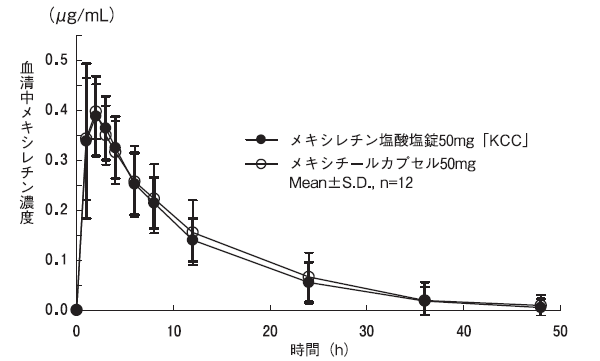 (μg/mL)
血清中メキシレチン濃度
0.5
0.4
0.3
0.2
0.1
0.0
メキシレチン塩酸塩錠50mg「KCC」
メキシチールカプセル50mg
Mean±S.D., n=12
0 10 20 30 40 50
時間 (h)